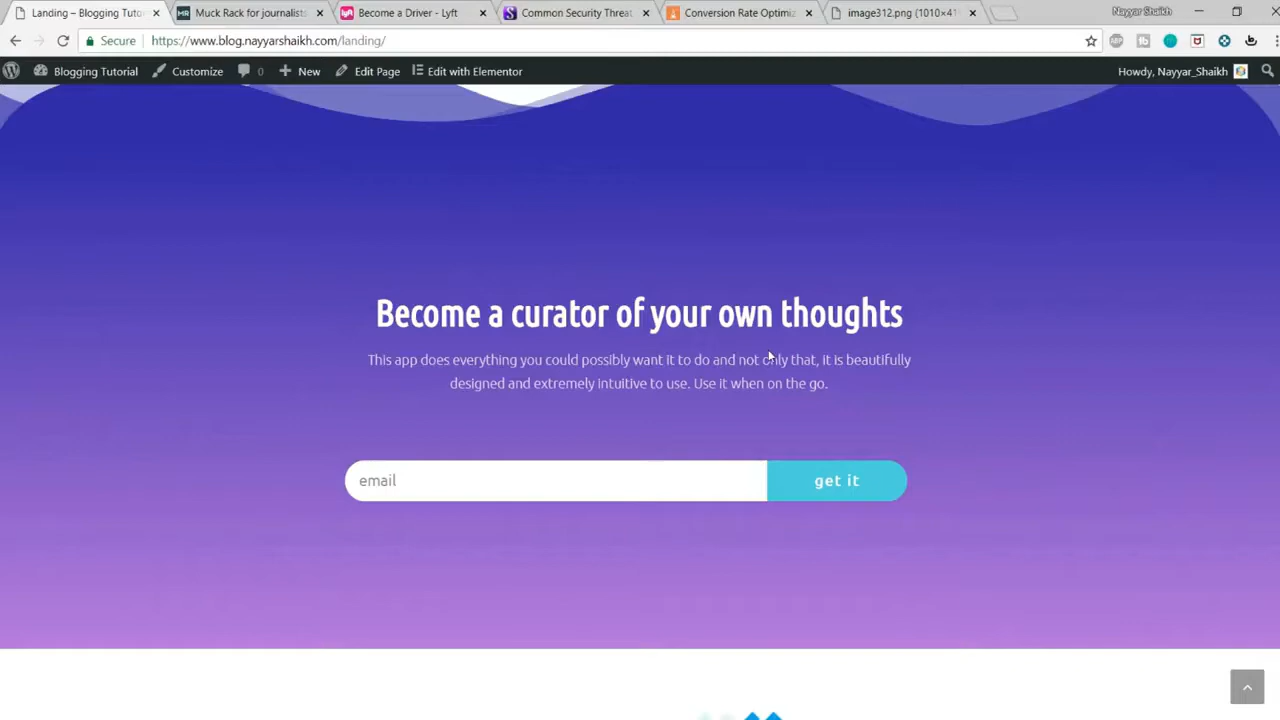 Landing – Blogging Tuto
Muck Rack for journalists
Become a Driver - Lyft
Common Security Threat
Conversion Rate Optimiz
image312.png (1010×41
Nayyar Shaikh
Secure
https://www.blog.nayyarshaikh.com/landing/
Blogging Tutorial
Customize
0
New
Edit Page
Edit with Elementor
Howdy, Nayyar_Shaikh
Become a curator of your own thoughts
This app does everything you could possibly want it to do and not only that, it is beautifully
designed and extremely intuitive to use. Use it when on the go.
email
get it